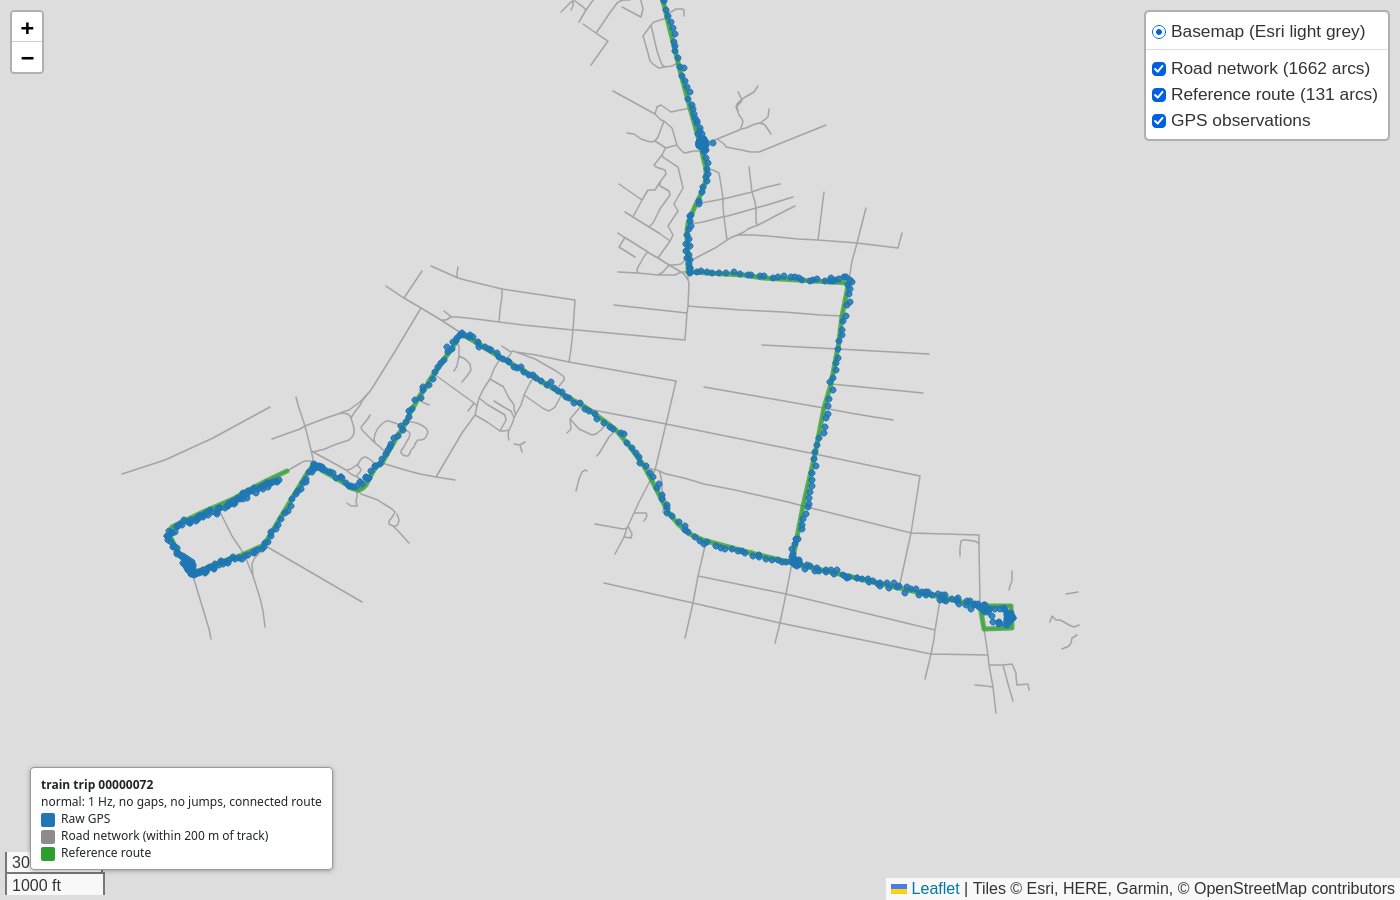 +
−
Basemap (Esri light grey)
Road network (1662 arcs)
Reference route (131 arcs)
GPS observations
train trip 00000072
normal: 1 Hz, no gaps, no jumps, connected route
Raw GPS
Road network (within 200 m of track)
Reference route
1000 ft
Leaflet | Tiles © Esri, HERE, Garmin, © OpenStreetMap contributors